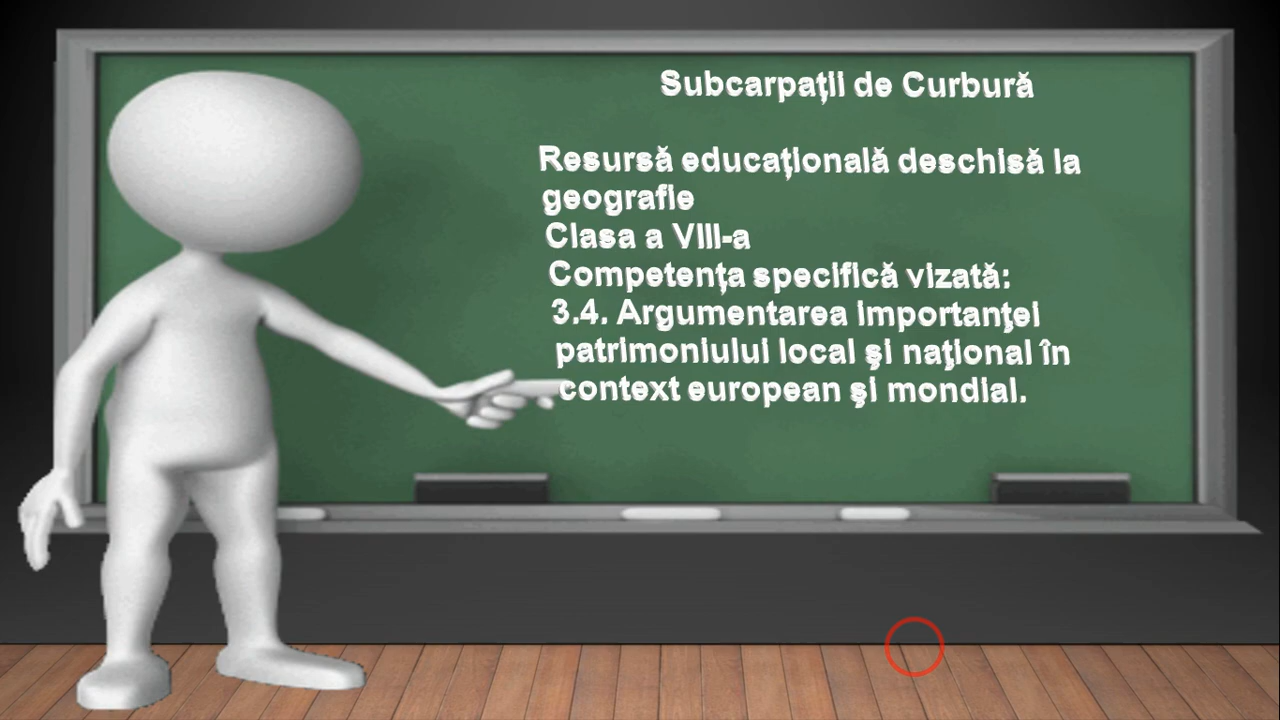 Subcarpaţii de Curbură
Resursă educaţională deschisă la
geografie
Clasa a VIII-a
Competenţa specifică vizată:
3.4. Argumentarea importanţei
patrimoniului local şi naţional în
context european şi mondial.